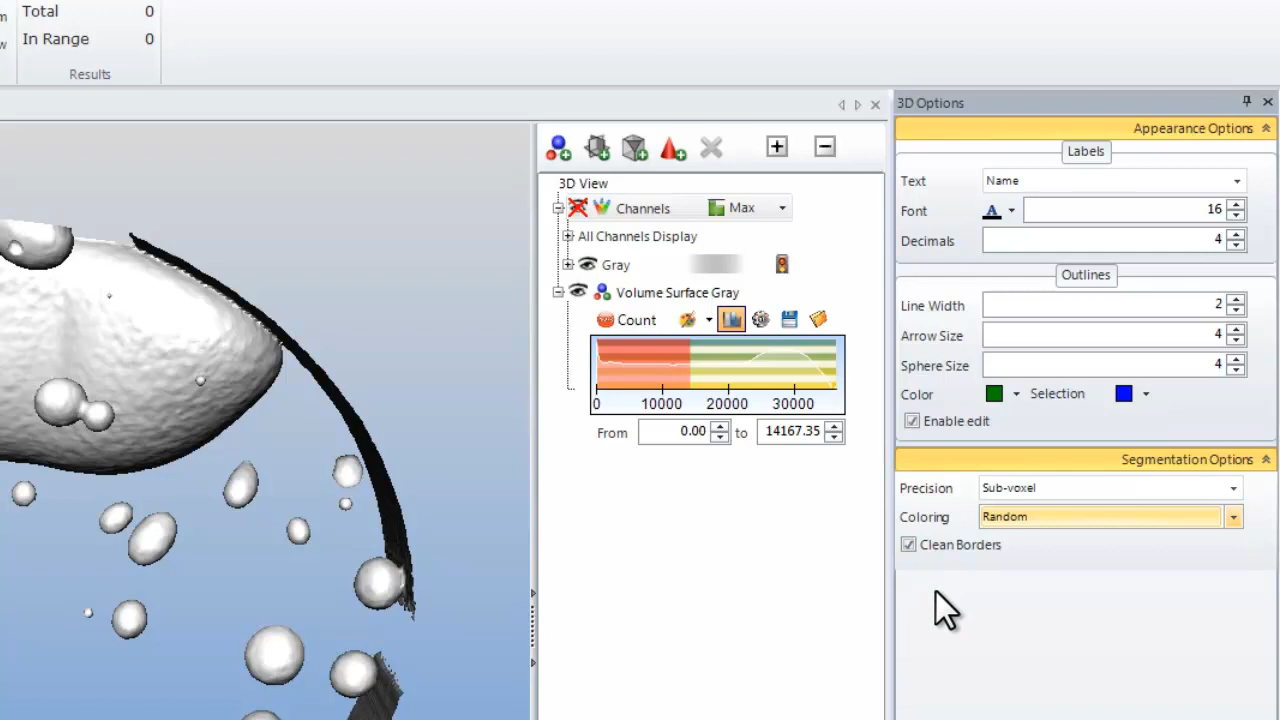 Total 0
In Range 0
Results
3D Options
Appearance Options
Labels
Text Name
Font A 16
Decimals 4
Outlines
Line Width 2
Arrow Size 4
Sphere Size 4
Color Selection
Enable edit
Segmentation Options
Precision Sub-voxel
Coloring Random
Clean Borders
3D View
Channels Max
All Channels Display
Gray
Volume Surface Gray
Count
0 10000 20000 30000
From 0.00 to 14167.35